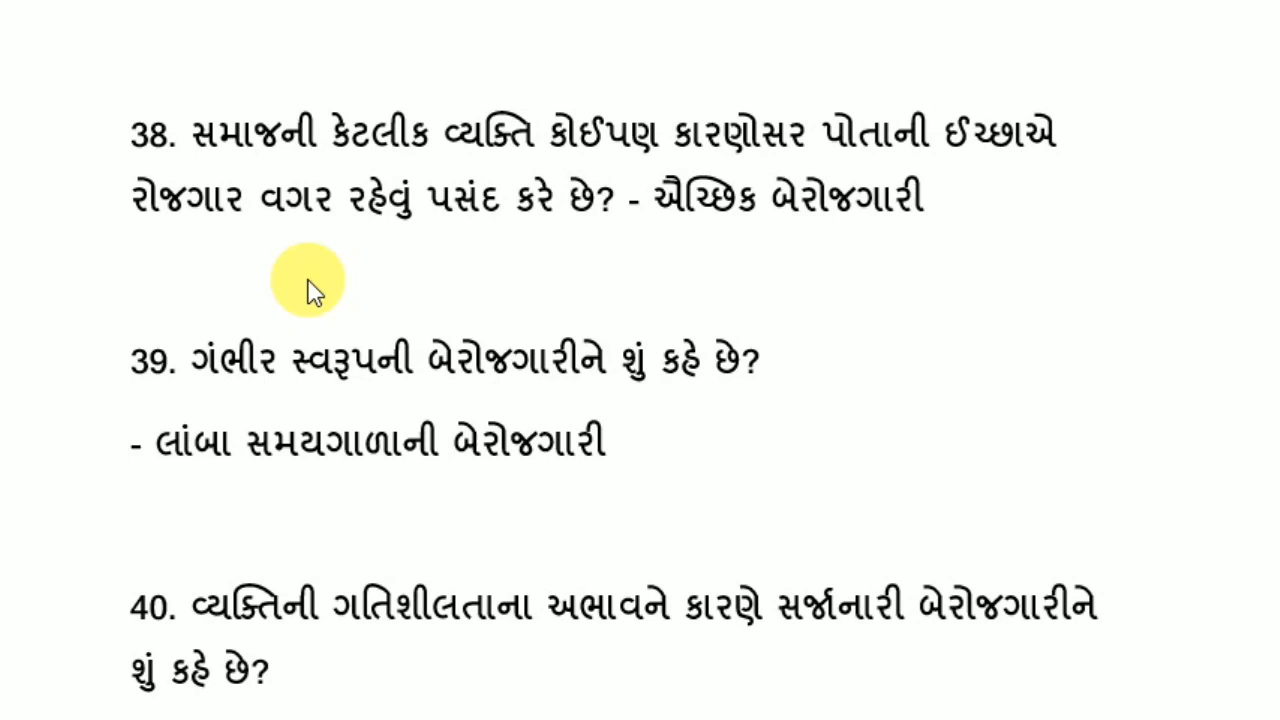 38. સમાજની કેટલીક વ્યક્તિ કોઈપણ કારણોસર પોતાની ઈચ્છાએ
રોજગાર વગર રહેવું પસંદ કરે છે? - ઐચ્છિક બેરોજગારી
39. ગંભીર સ્વરૂપની બેરોજગારીને શું કહે છે?
- લાંબા સમયગાળાની બેરોજગારી
40. વ્યક્તિની ગતિશીલતાના અભાવને કારણે સર્જાનારી બેરોજગારીને
શું કહે છે?